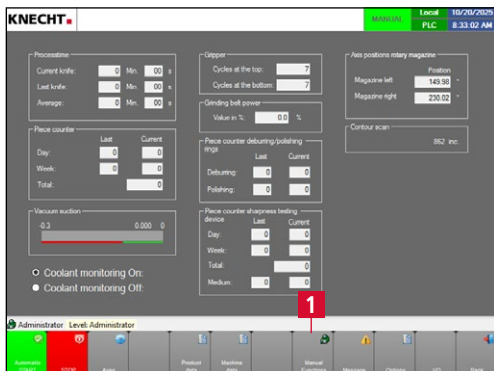 KNECHT.
MANUAL
Local 10/20/2025
PLC 8:33:02 AM
Processtime
Current knife: 0 Min. 00 s
Last knife: 0 Min. 00 s
Average: 0 Min. 00 s
Piece counter
Last Current
Day: 0 0
Week: 0 0
Total: 0
Vacuum suction
-0.3 0.000 0
Coolant monitoring On:
Coolant monitoring Off:
Gripper
Cycles at the top: 7
Cycles at the bottom: 7
Grinding belt power
Value in %: 0.0 %
Piece counter deburring/polishing rings
Last Current
Deburring: 0 0
Polishing: 0 0
Piece counter sharpness testing
device Last Current
Day: 0 0
Week: 0 0
Total: 0
Medium: 0 0
Axis positions rotary magazine
Position
Magazine left 149.98 °
Magazine right 230.02 °
Contour scan
862 inc.
1
Administrator Level: Administrator
Automatic START
STOP
Axes
Product data
Machine data
Manual Functions
Message
Options
I/O
Back